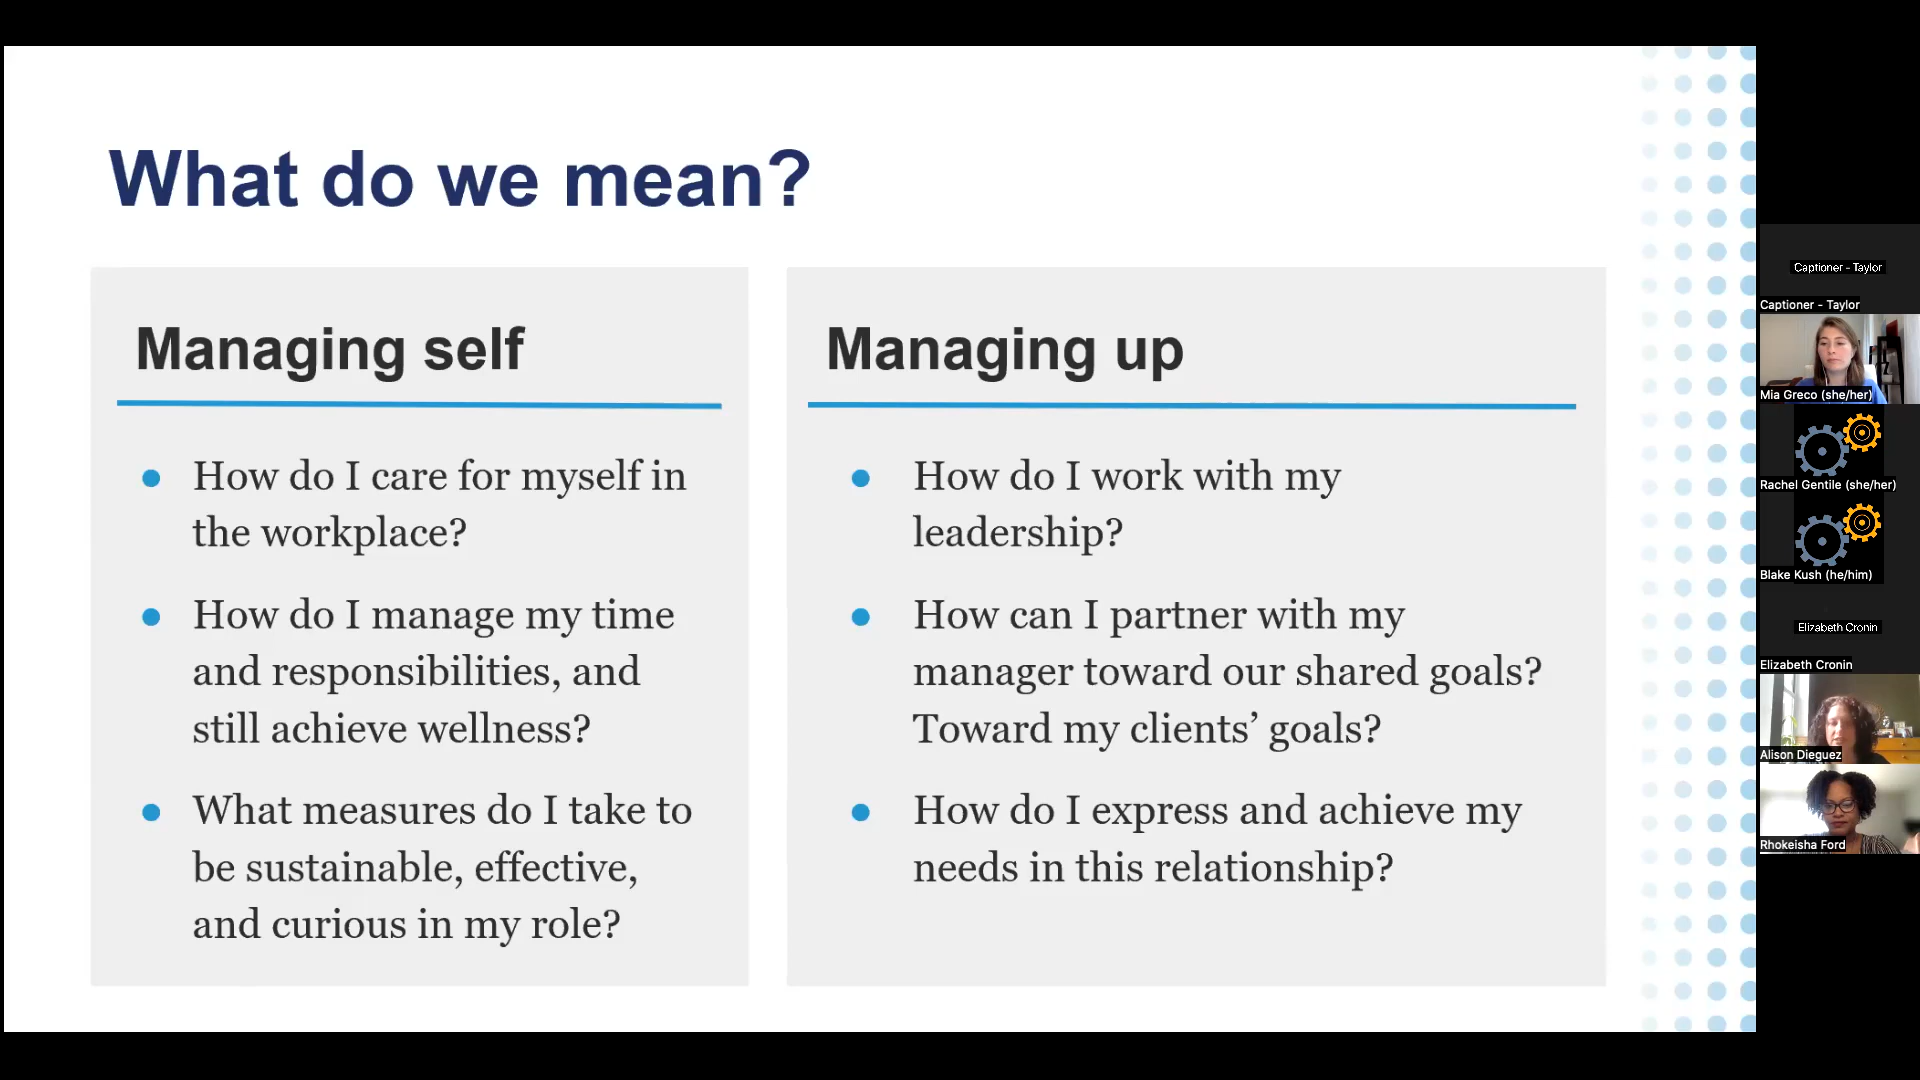 What do we mean?
Managing self
How do I care for myself in
the workplace?
How do I manage my time
and responsibilities, and
still achieve wellness?
What measures do I take to
be sustainable, effective,
and curious in my role?
Managing up
How do I work with my
leadership?
How can I partner with my
manager toward our shared goals?
Toward my clients’ goals?
How do I express and achieve my
needs in this relationship?
Captioner - Taylor
Captioner - Taylor
Mia Greco (she/her)
Rachel Gentile (she/her)
Blake Kush (he/him)
Elizabeth Cronin
Elizabeth Cronin
Alison Dieguez
Rhokeisha Ford